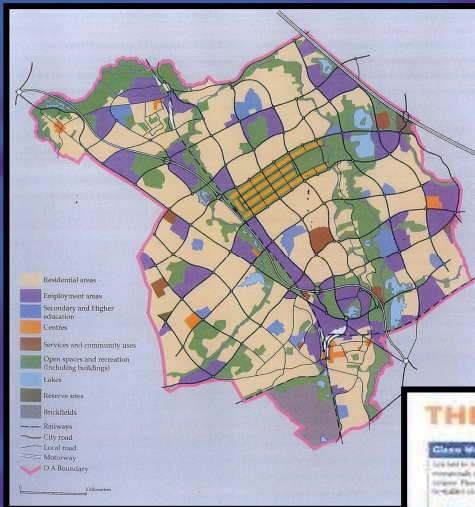 Residential areas
Employment areas
Secondary and Higher
education
Centres
Services and community uses
Open spaces and recreation
(Including buildings)
Lakes
Reserve sites
Brickfields
Railways
City road
Local road
Motorway
D A Boundary
0 2 kilometres
TH